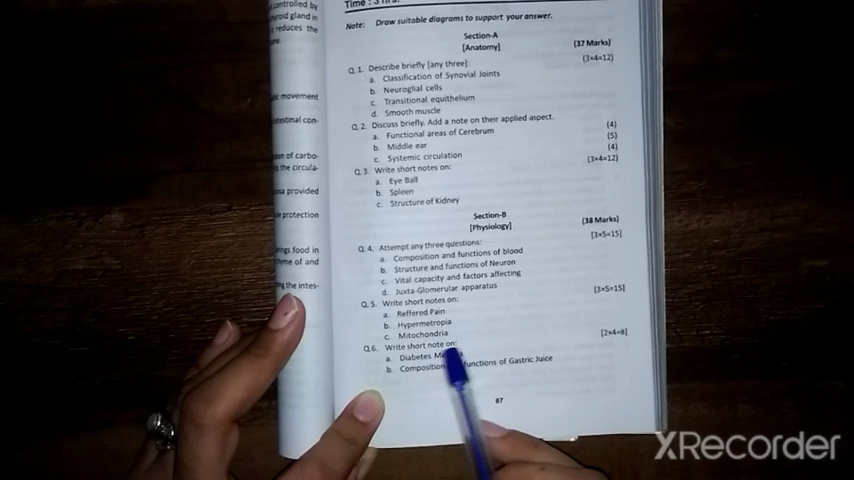 controlled by
yroid gland in
reduces the
Time : 3 hrs.
Note: Draw suitable diagrams to support your answer.
Section-A
[Anatomy] (37 Marks)
Q. 1. Describe briefly [any three]: (3×4=12)
a. Classification of Synovial Joints
b. Neuroglial cells
c. Transitional equithelium
d. Smooth muscle
Q. 2. Discuss briefly. Add a note on their applied aspect.
a. Functional areas of Cerebrum (4)
b. Middle ear (5)
c. Systemic circulation (4)
Q. 3. Write short notes on: (3×4=12)
a. Eye Ball
b. Spleen
c. Structure of Kidney
Section-B
[Physiology] (38 Marks)
Q. 4. Attempt any three questions: [3×5=15]
a. Composition and functions of blood
b. Structure and functions of Neuron
c. Vital capacity and factors affecting
d. Juxta-Glomerular apparatus
Q. 5. Write short notes on: [3×5=15]
a. Reffered Pain
b. Hypermetropia
c. Mitochondria
Q.6. Write short note on: [2×4=8]
a. Diabetes
b. Composition functions of Gastric Juice
87
movement
intestinal con-
of carbo-
the circula-
provided
protection
food in
of and
the intes-
XRecorder